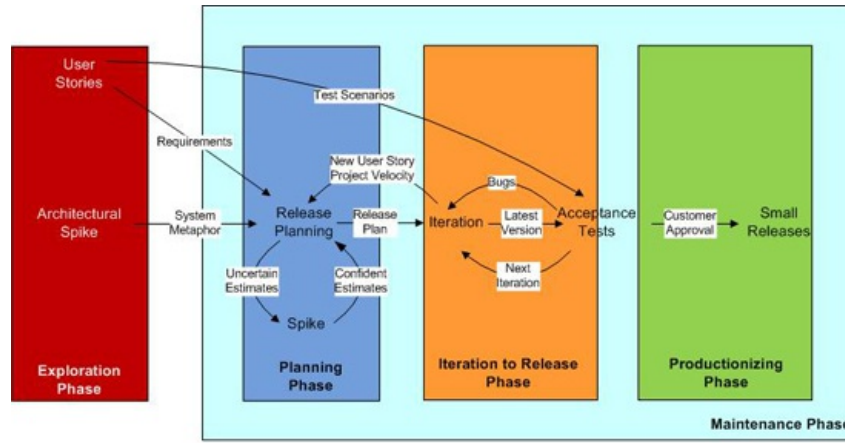 User
Stories
Test Scenarios
Requirements
New User Story
Project Velocity
Bugs
Architectural
Spike
System
Metaphor
Release
Planning
Release
Plan
Iteration
Latest
Version
Acceptance
Tests
Customer
Approval
Small
Releases
Uncertain
Estimates
Confident
Estimates
Next
Iteration
Spike
Exploration
Phase
Planning
Phase
Iteration to Release
Phase
Productionizing
Phase
Maintenance Phase